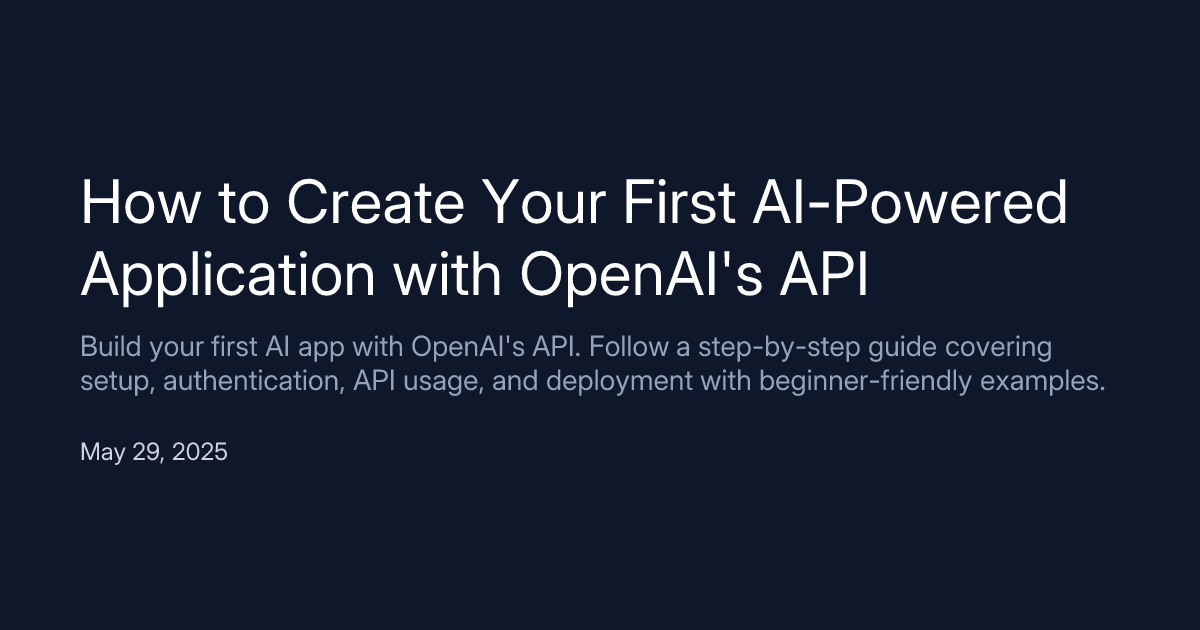 How to Create Your First AI-Powered
Application with OpenAI's API
Build your first AI app with OpenAI's API. Follow a step-by-step guide covering
setup, authentication, API usage, and deployment with beginner-friendly examples.
May 29, 2025